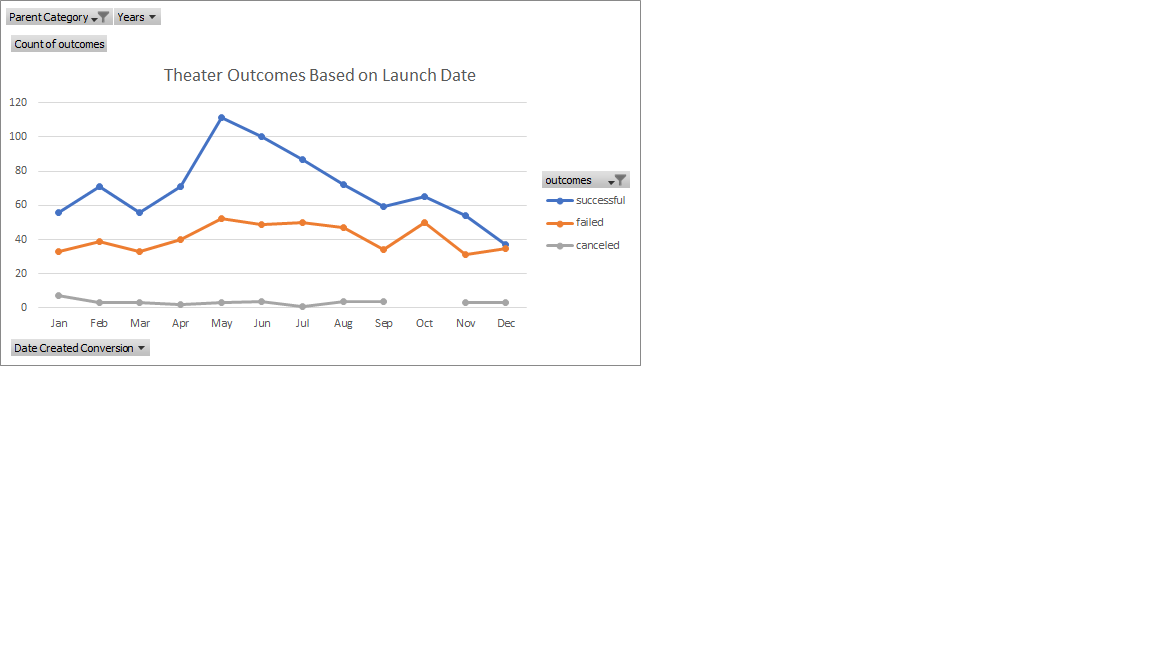 Parent Category Years
Count of outcomes
Theater Outcomes Based on Launch Date
120
100
80
60
40
20
0
Jan Feb Mar Apr May Jun Jul Aug Sep Oct Nov Dec
outcomes
successful
failed
canceled
Date Created Conversion